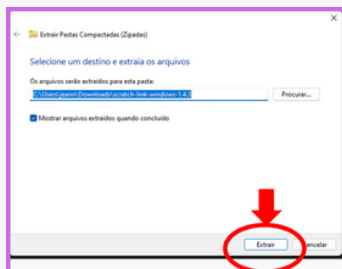 Extrair Pastas Compactadas (Zipadas)
Selecione um destino e extraia os arquivos
Os arquivos serão extraídos para esta pasta:
C:\Users\jeann\Downloads\scratch-link-windows-1.4.3
Procurar...
Mostrar arquivos extraídos quando concluído
Extrair
Cancelar